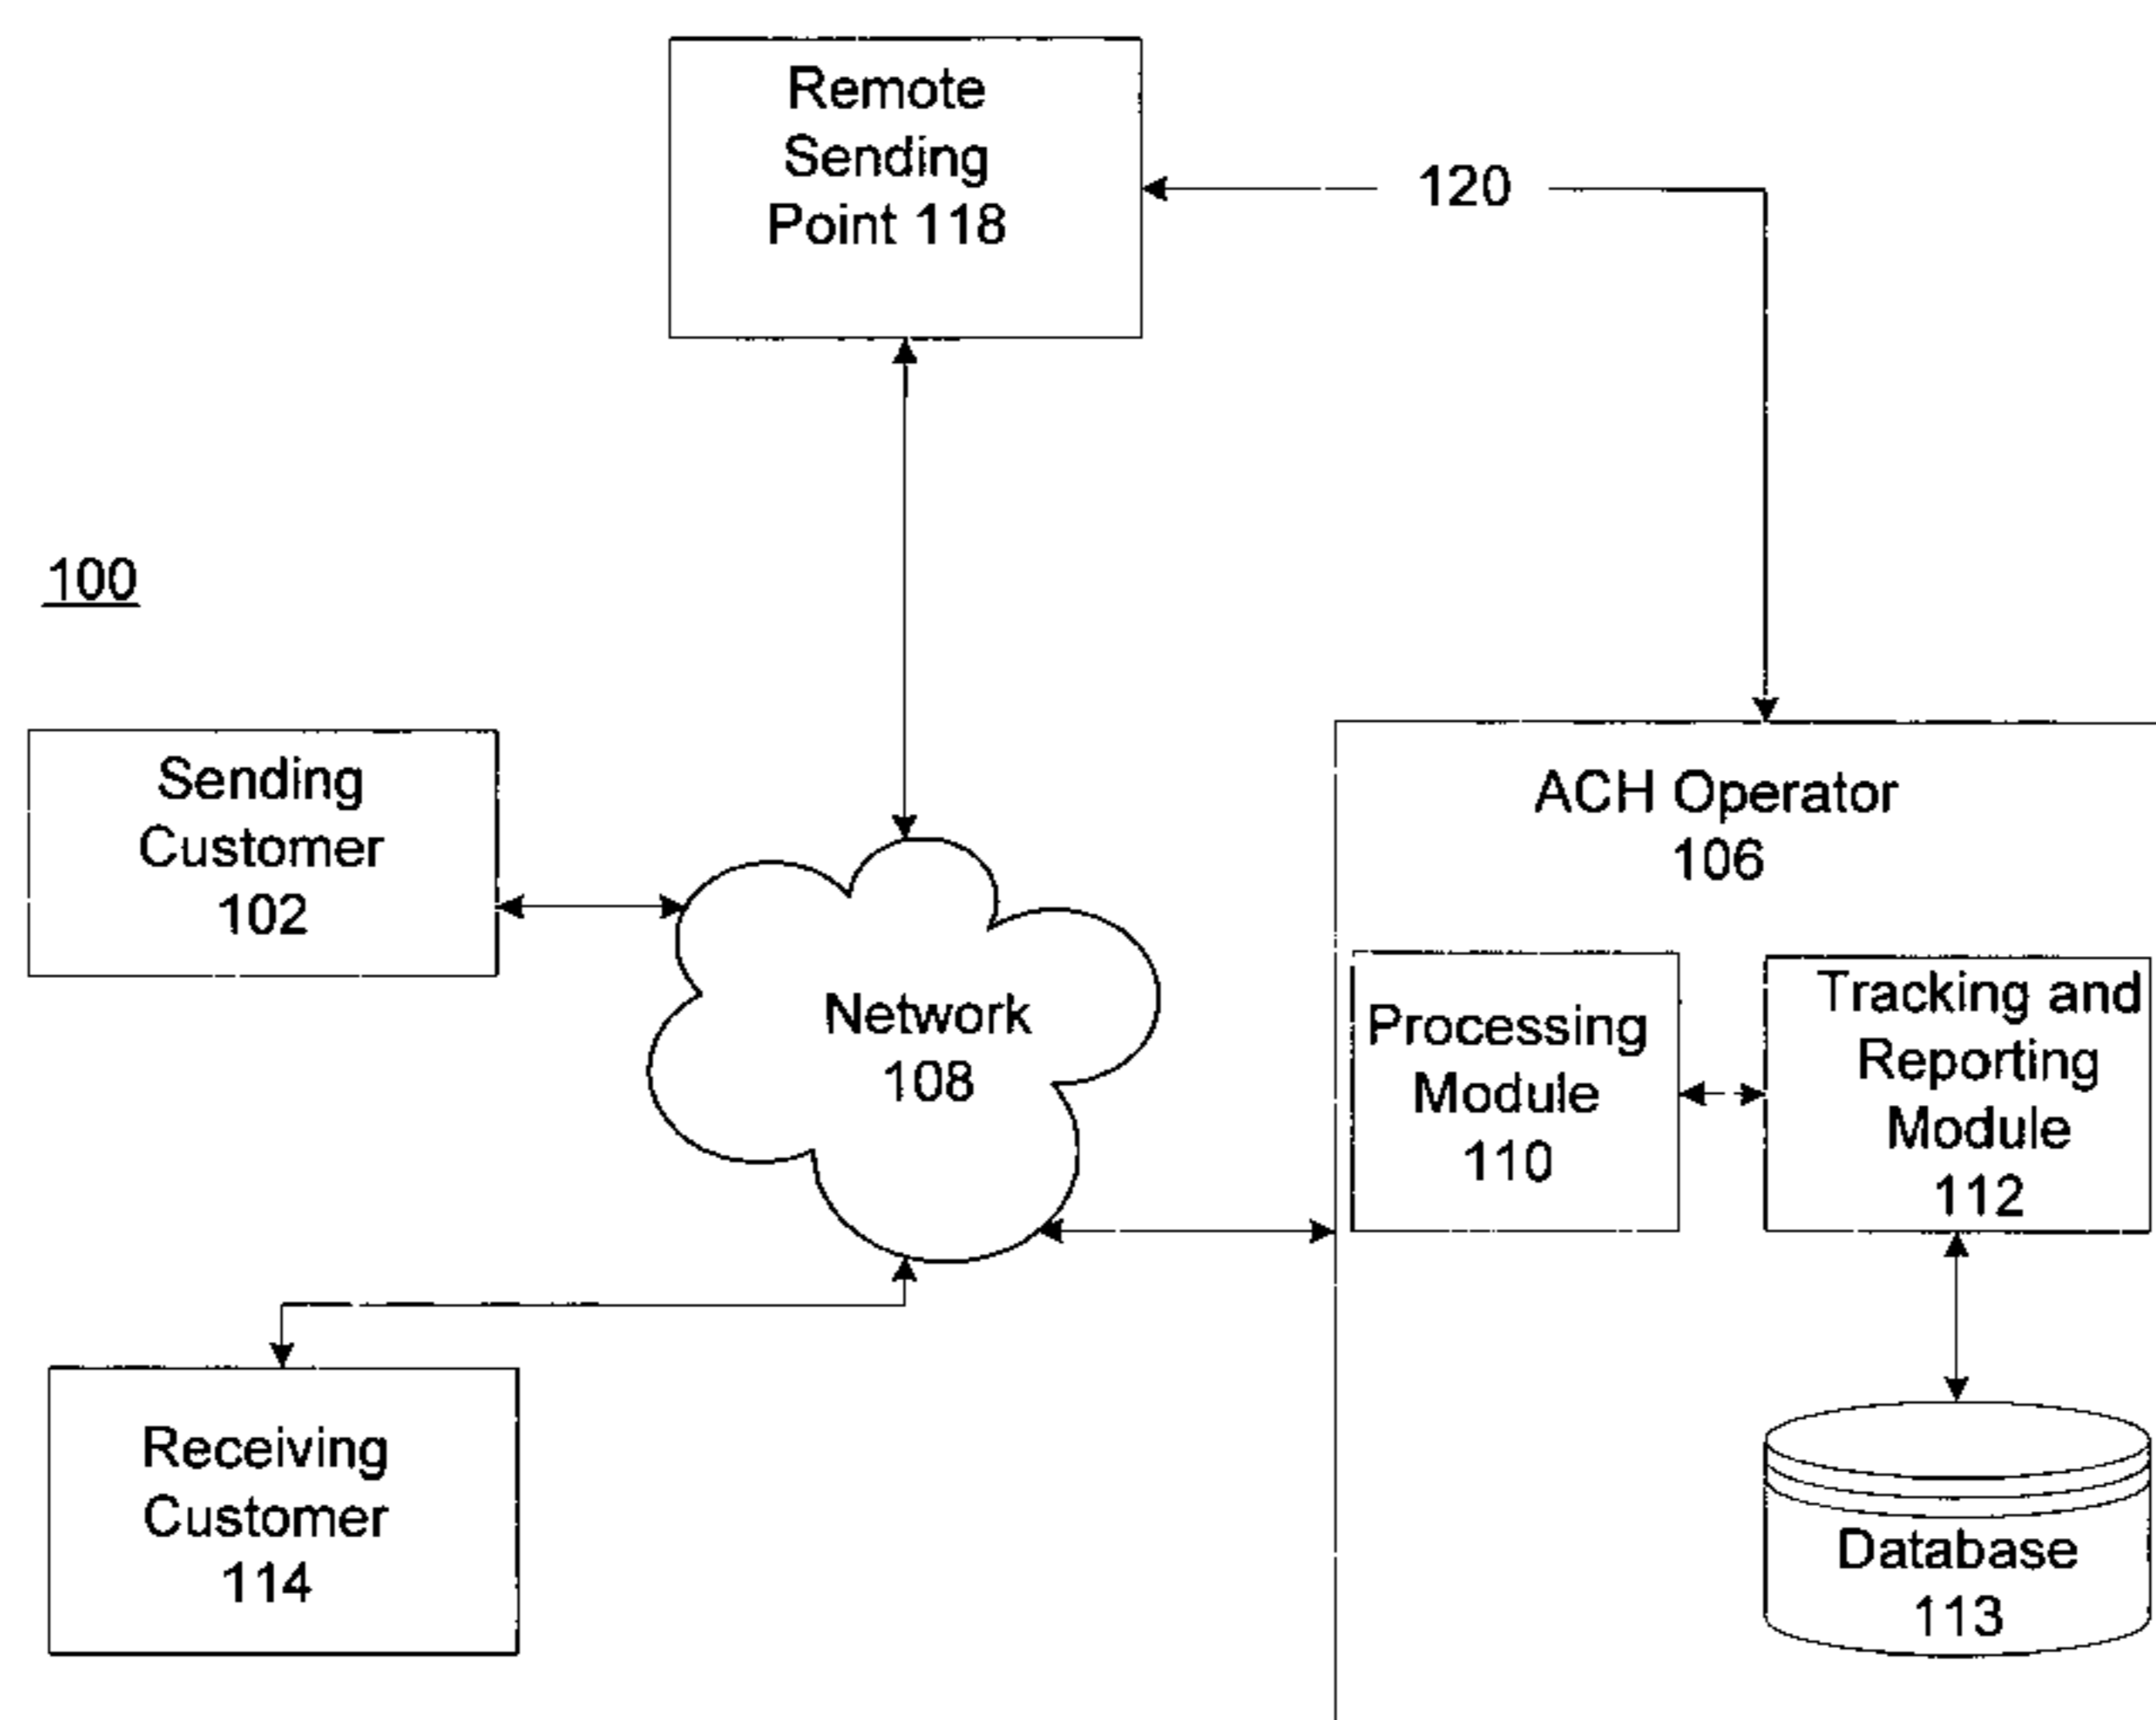 Remote
Sending
Point 118
120
100
Sending
Customer
102
ACH Operator
106
Network
108
Processing
Module
110
Tracking and
Reporting
Module
112
Receiving
Customer
114
Database
113